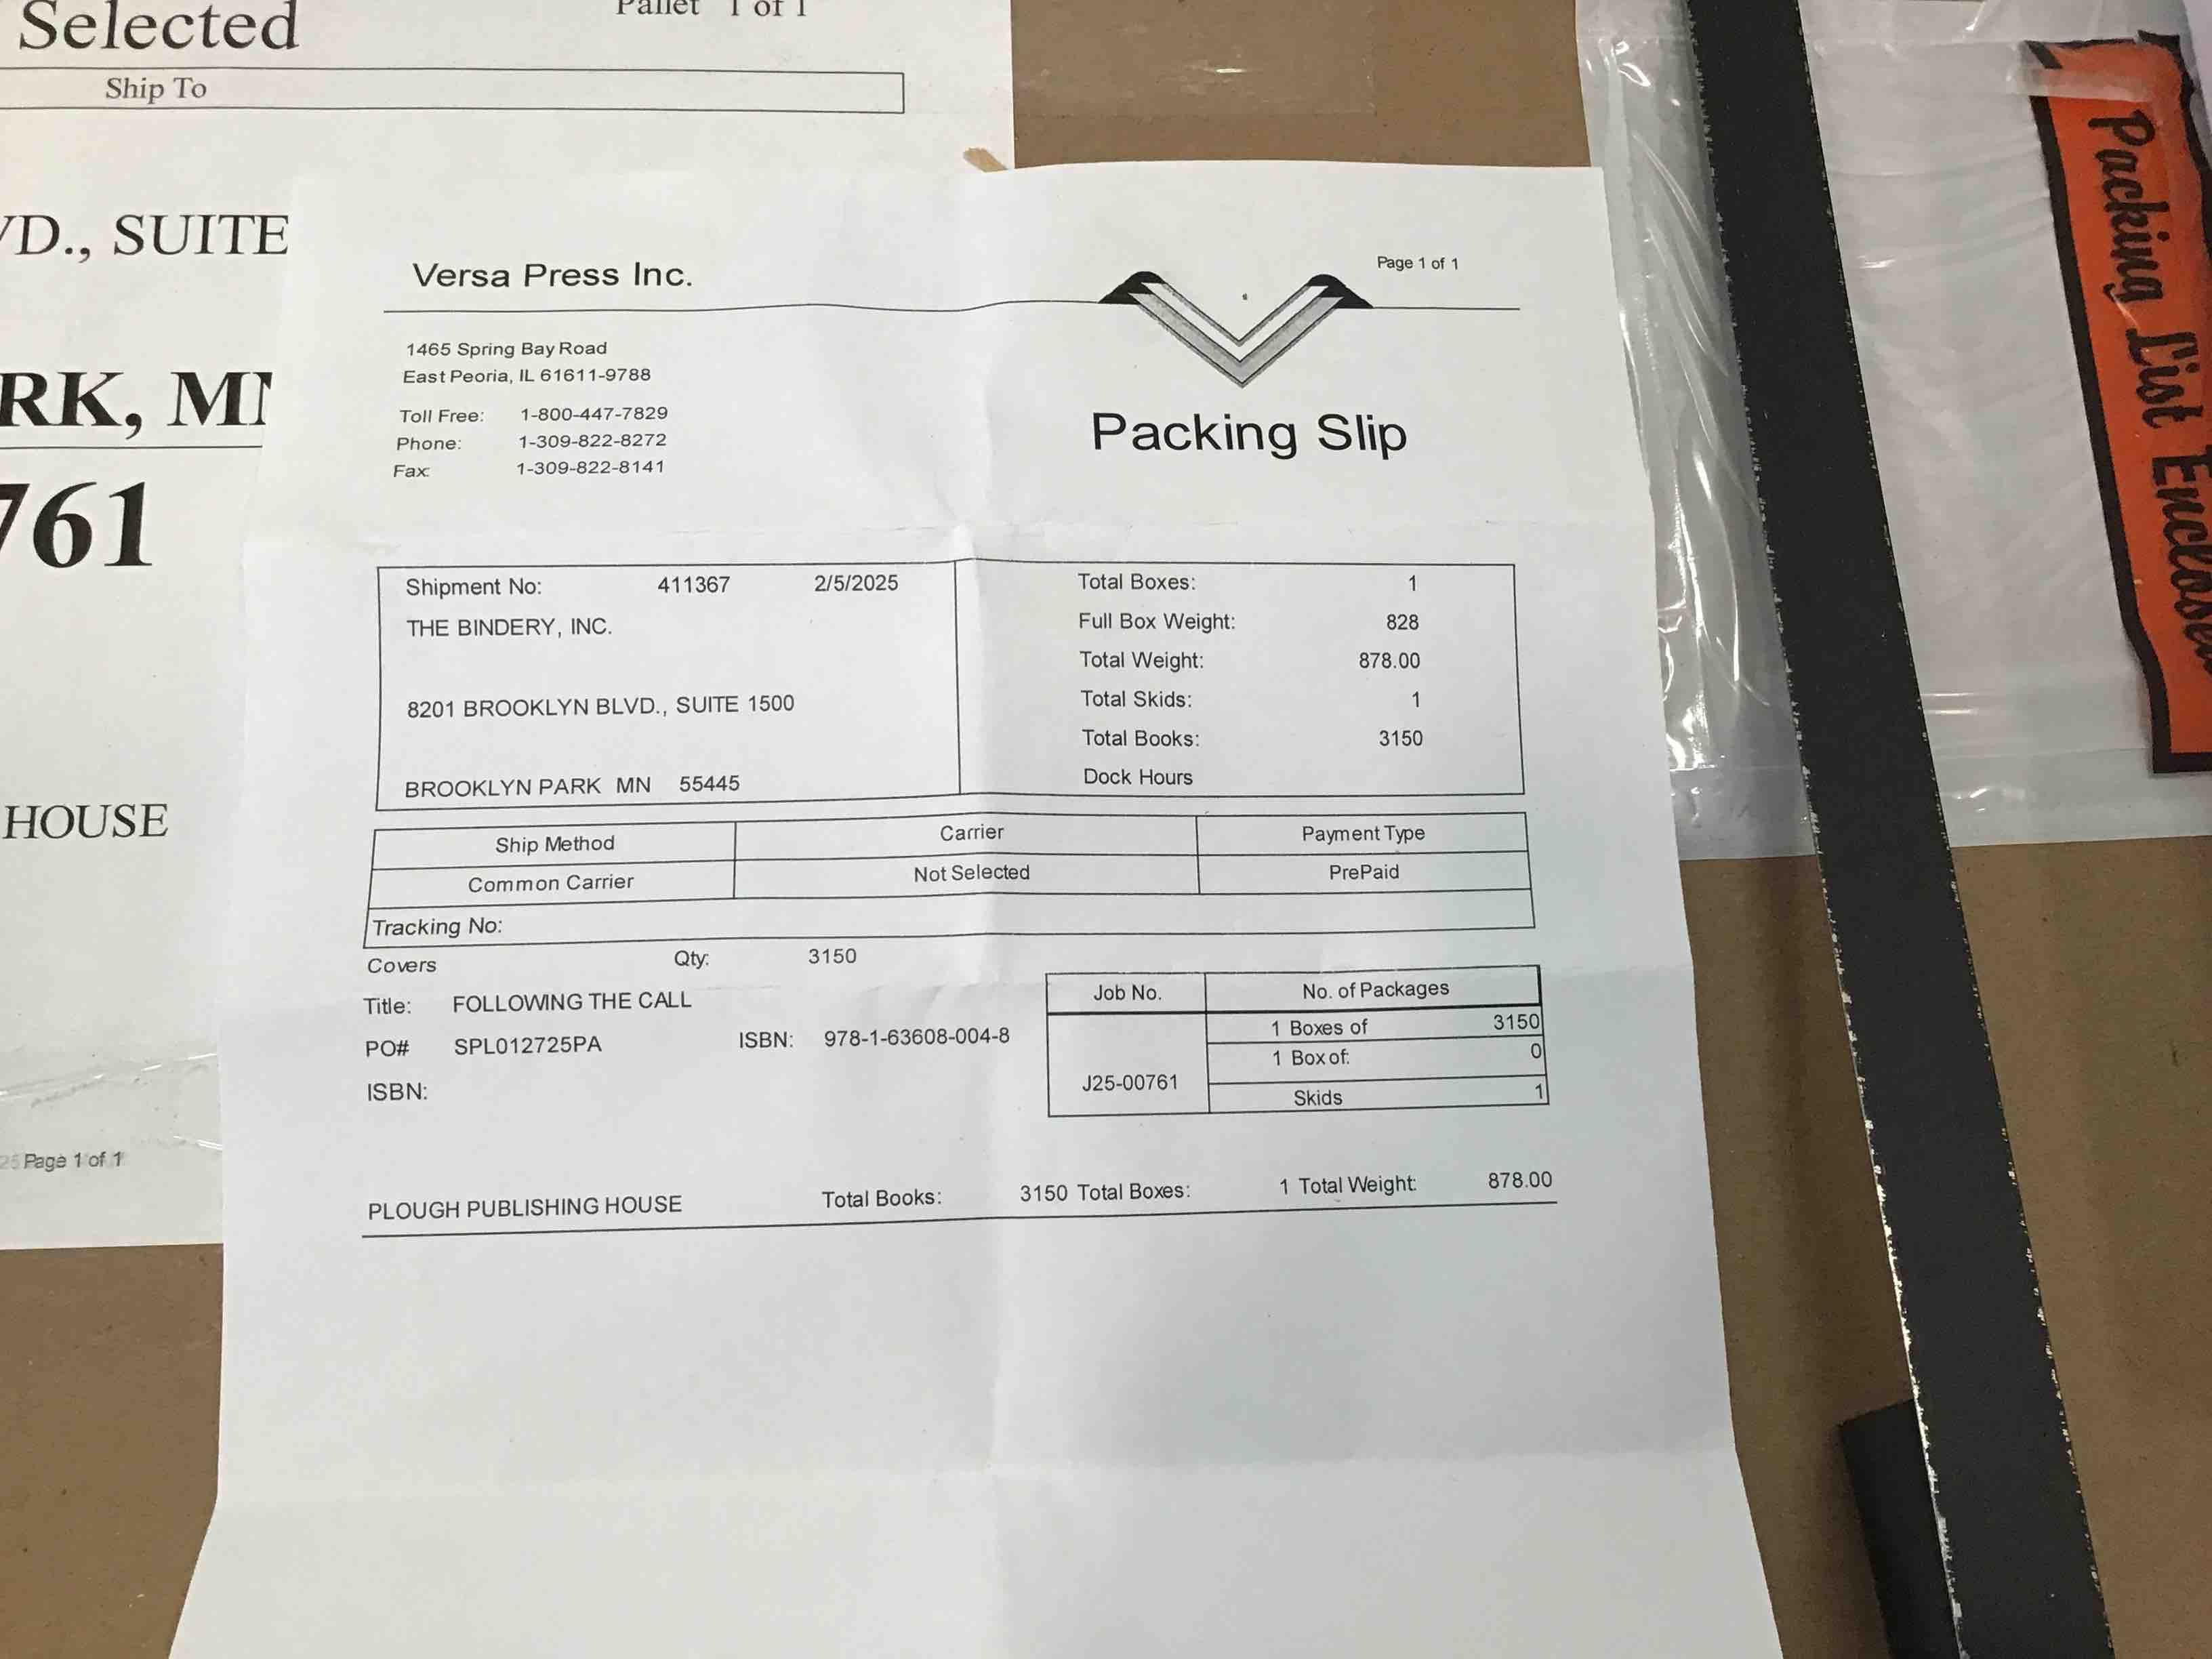 Selected
Pallet 1 of 1
Ship To
VD., SUITE
RK, MN
761
HOUSE
25 Page 1 of 1
Versa Press Inc.
Page 1 of 1
1465 Spring Bay Road
East Peoria, IL 61611-9788
Toll Free: 1-800-447-7829
Phone: 1-309-822-8272
Fax: 1-309-822-8141
Packing Slip
Shipment No: 411367 2/5/2025
THE BINDERY, INC.
8201 BROOKLYN BLVD., SUITE 1500
BROOKLYN PARK MN 55445
Total Boxes: 1
Full Box Weight: 828
Total Weight: 878.00
Total Skids: 1
Total Books: 3150
Dock Hours
Ship Method Carrier Payment Type
Common Carrier Not Selected PrePaid
Tracking No:
Covers Qty: 3150
Title: FOLLOWING THE CALL
PO# SPL012725PA ISBN: 978-1-63608-004-8
ISBN:
Job No. No. of Packages
J25-00761
1 Boxes of 3150
1 Box of: 0
Skids 1
PLOUGH PUBLISHING HOUSE Total Books: 3150 Total Boxes: 1 Total Weight: 878.00
Packing List Enclosed